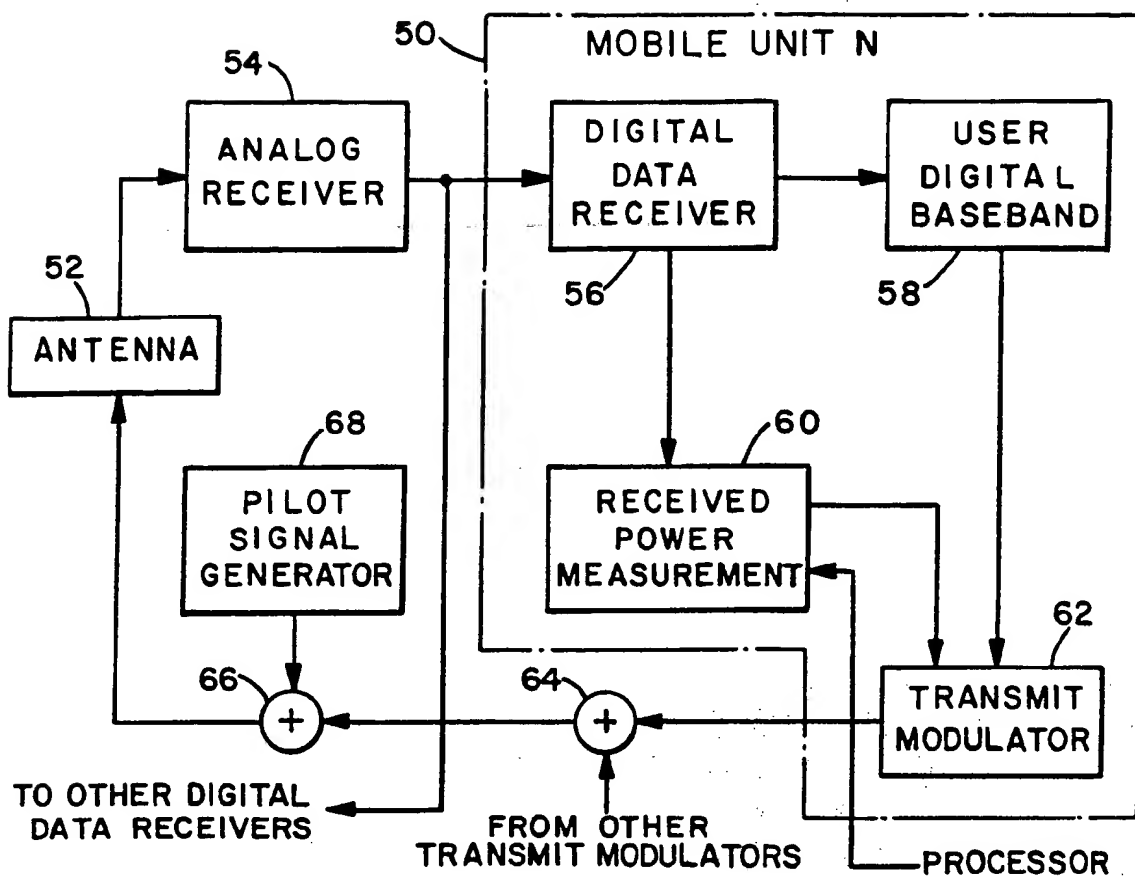 50
MOBILE UNIT N
54
ANALOG
RECEIVER
DIGITAL
DATA
RECEIVER
USER
DIGITAL
BASEBAND
52
56
58
ANTENNA
68
60
PILOT
SIGNAL
GENERATOR
RECEIVED
POWER
MEASUREMENT
62
66
+
64
+
TRANSMIT
MODULATOR
TO OTHER DIGITAL
DATA RECEIVERS
FROM OTHER
TRANSMIT MODULATORS
PROCESSOR